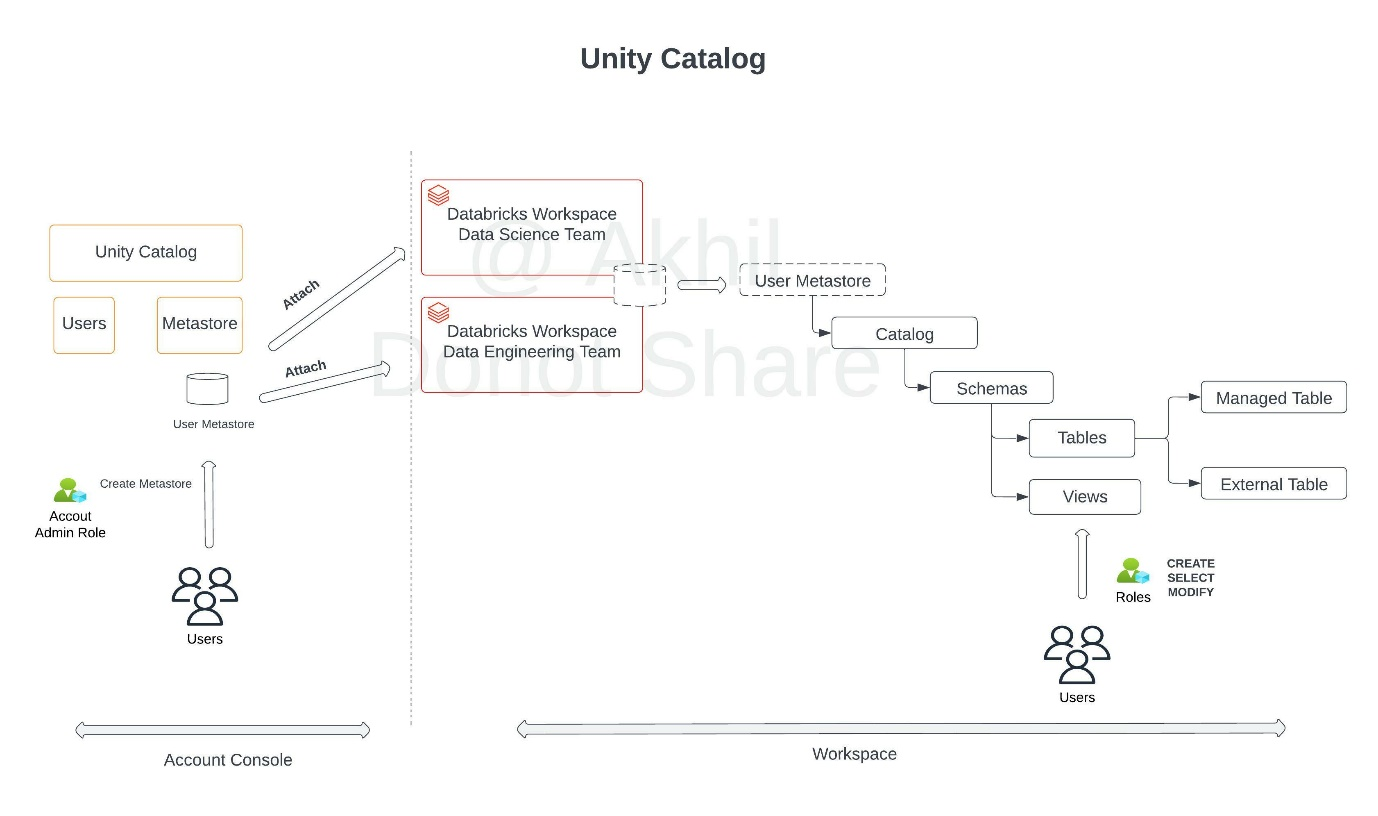 Unity Catalog
Unity Catalog
Users
Metastore
User Metastore
Attach
Attach
Create Metastore
Accout
Admin Role
Users
Account Console
Databricks Workspace
Data Science Team
Databricks Workspace
Data Engineering Team
@ Akhil
Donot Share
User Metastore
Catalog
Schemas
Tables
Views
Managed Table
External Table
Roles
CREATE
SELECT
MODIFY
Users
Workspace